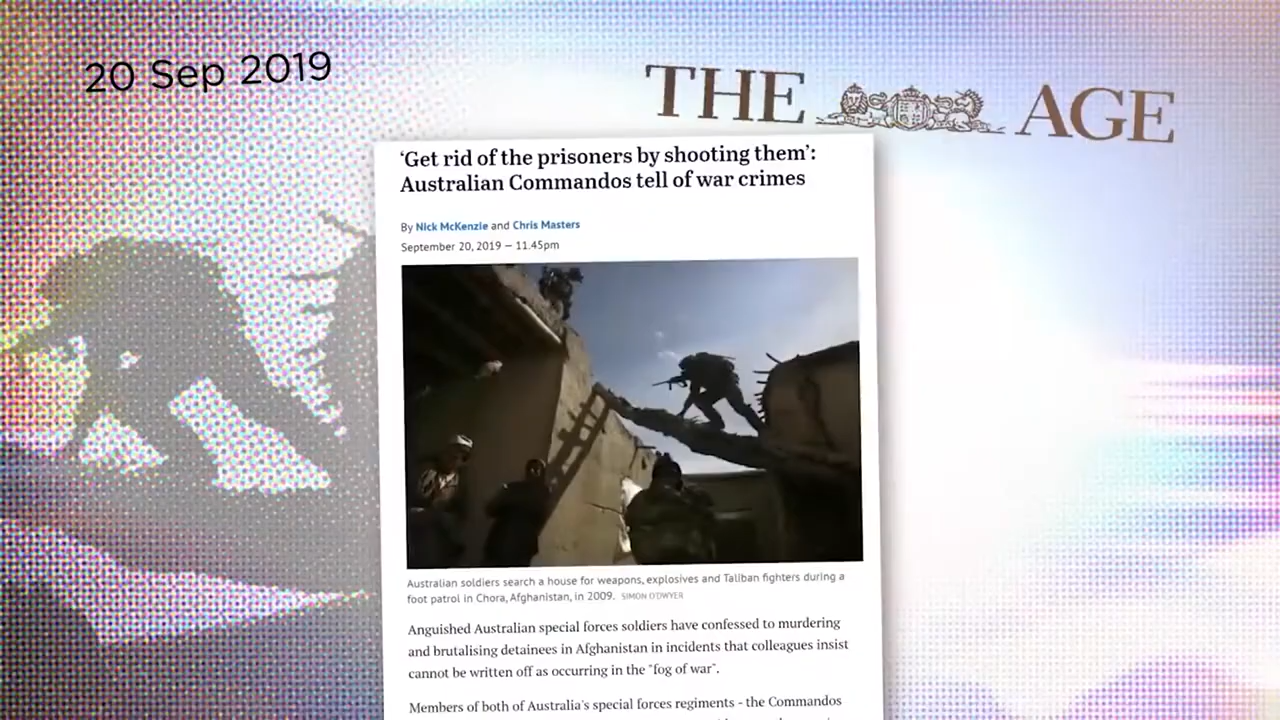 20 Sep 2019
THE AGE
‘Get rid of the prisoners by shooting them’:
Australian Commandos tell of war crimes
By Nick McKenzie and Chris Masters
September 20, 2019 — 11.45pm
Australian soldiers search a house for weapons, explosives and Taliban fighters during a
foot patrol in Chora, Afghanistan, in 2009. SIMON O'DWYER
Anguished Australian special forces soldiers have confessed to murdering
and brutalising detainees in Afghanistan in incidents that colleagues insist
cannot be written off as occurring in the "fog of war".
Members of both of Australia's special forces regiments - the Commandos